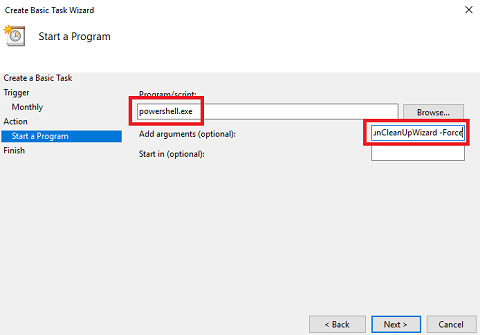 Create Basic Task Wizard
Start a Program
Create a Basic Task
Trigger
Monthly
Action
Start a Program
Finish
Program/script:
powershell.exe
Browse...
Add arguments (optional):
nCleanUpWizard -Force
Start in (optional):
< Back
Next >
Cancel